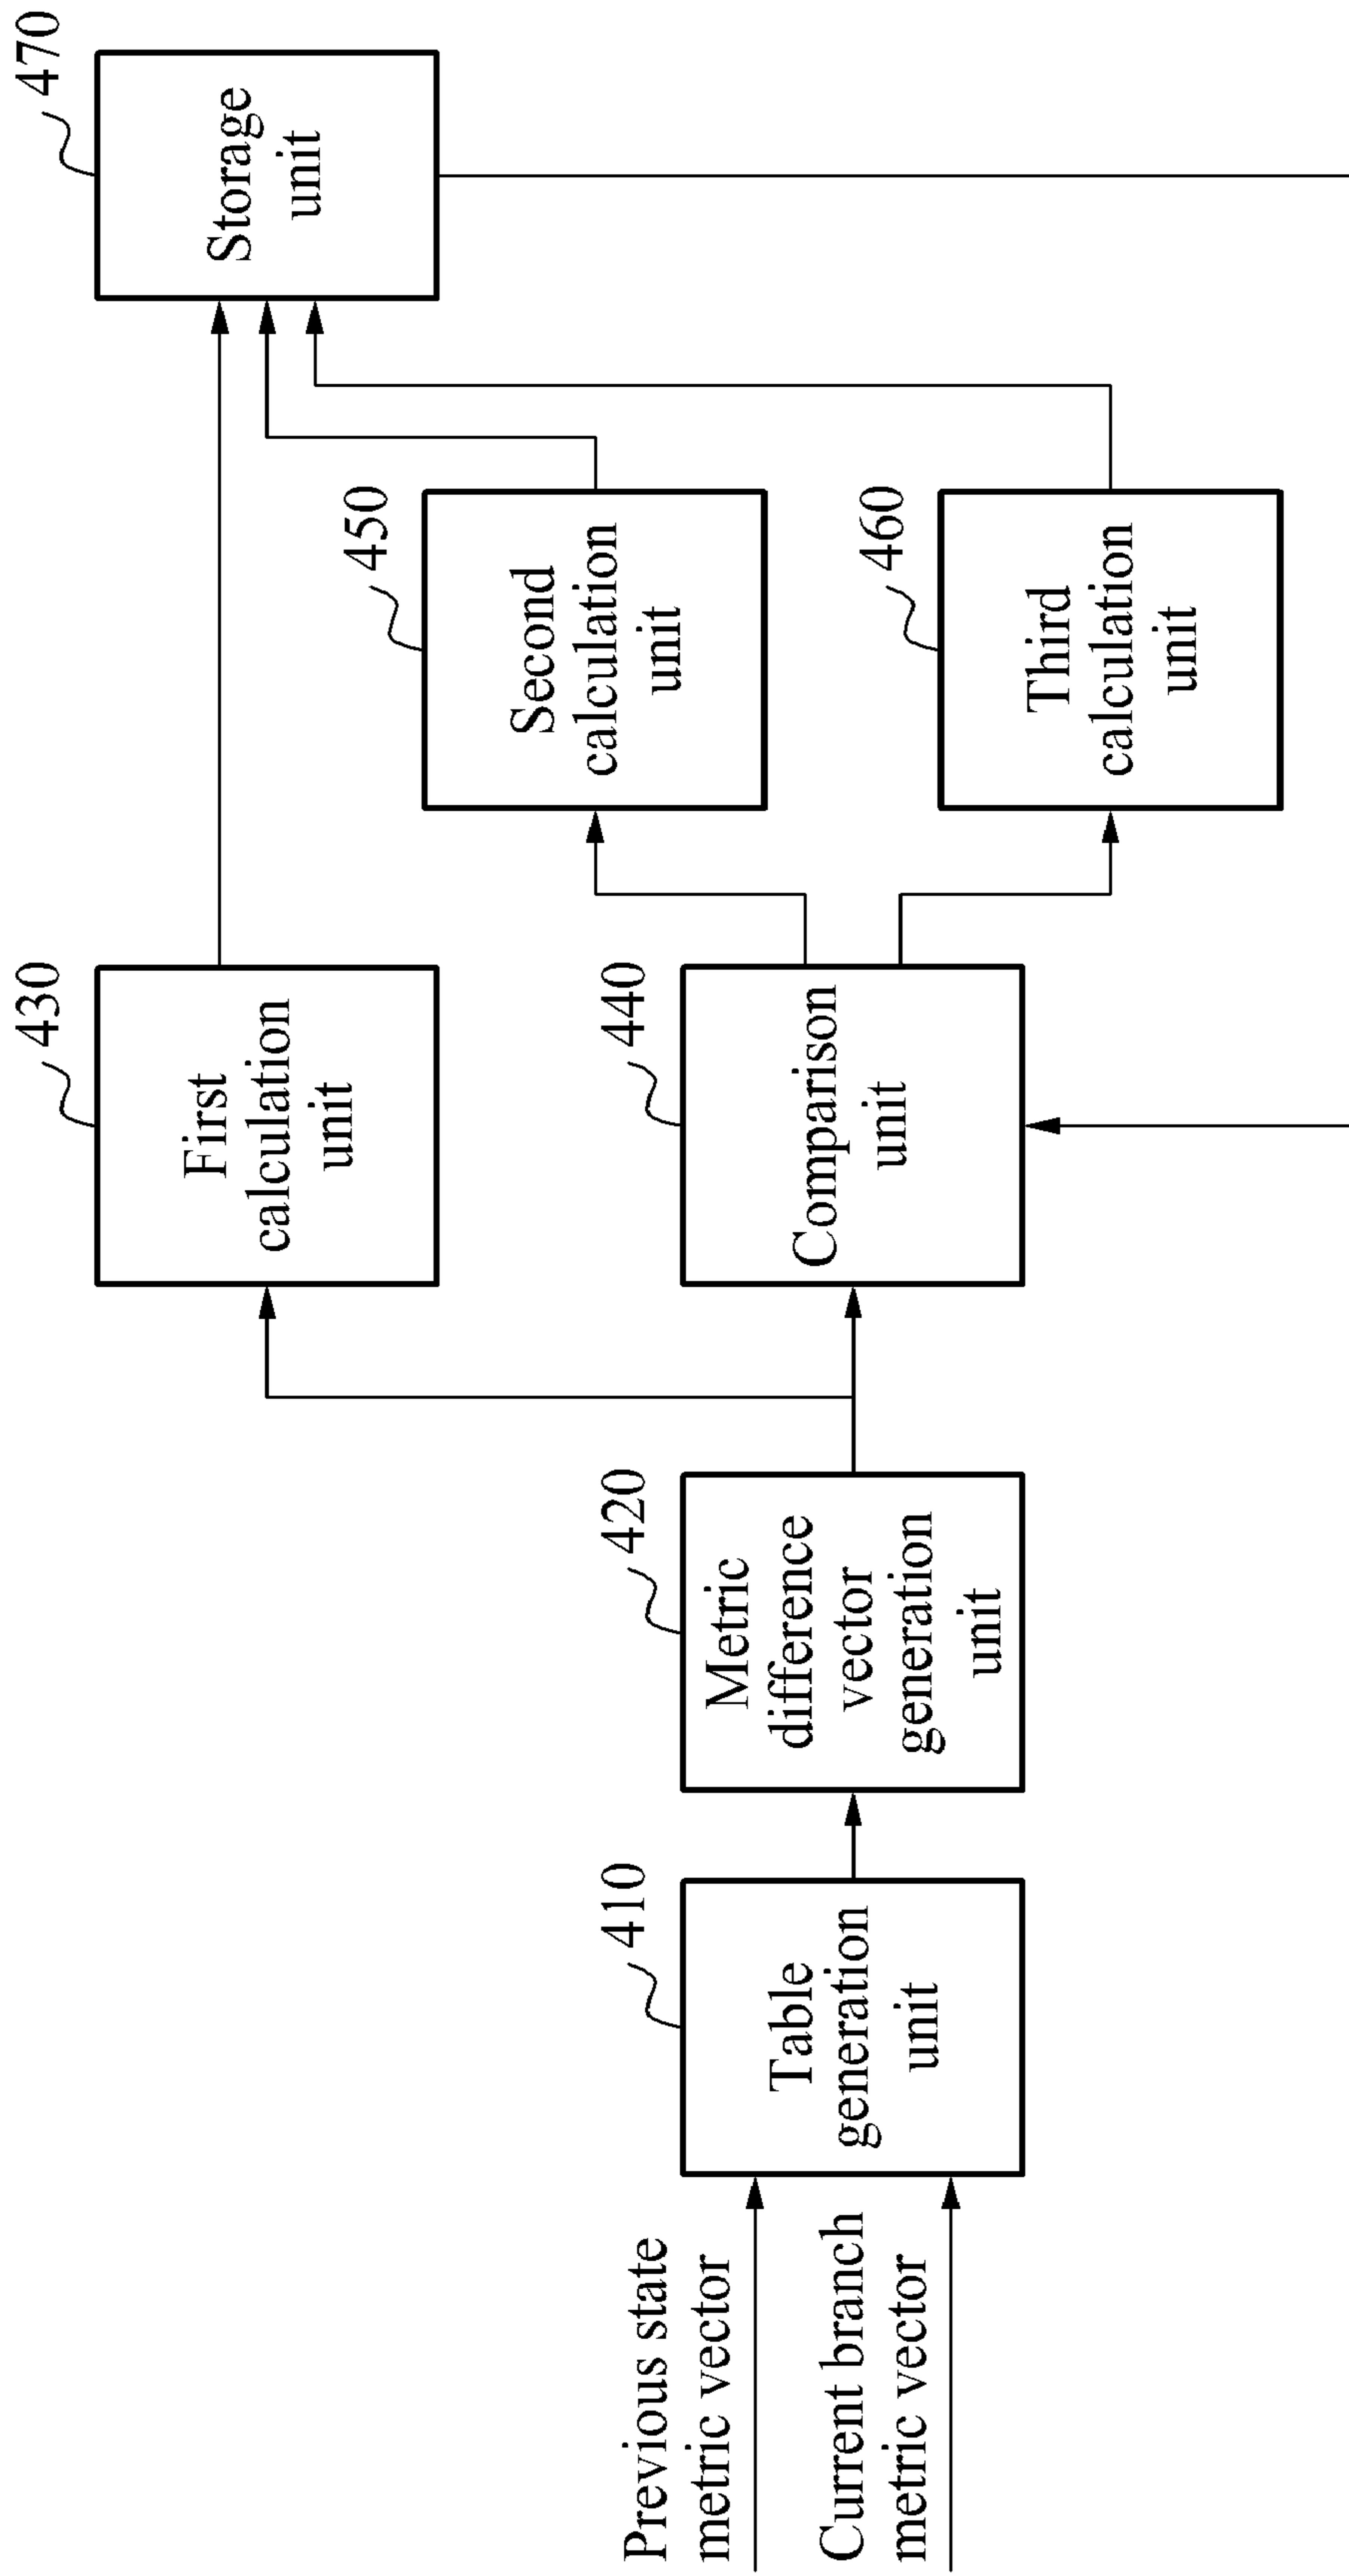 Previous state
metric vector
Current branch
metric vector
410
Table
generation
unit
420
Metric
difference
vector
generation
unit
430
First
calculation
unit
440
Comparison
unit
450
Second
calculation
unit
460
Third
calculation
unit
470
Storage
unit